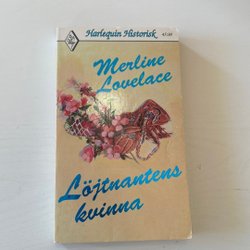 Harlequin Historisk
Merline
Lovelace
Löjtnantens
kvinna